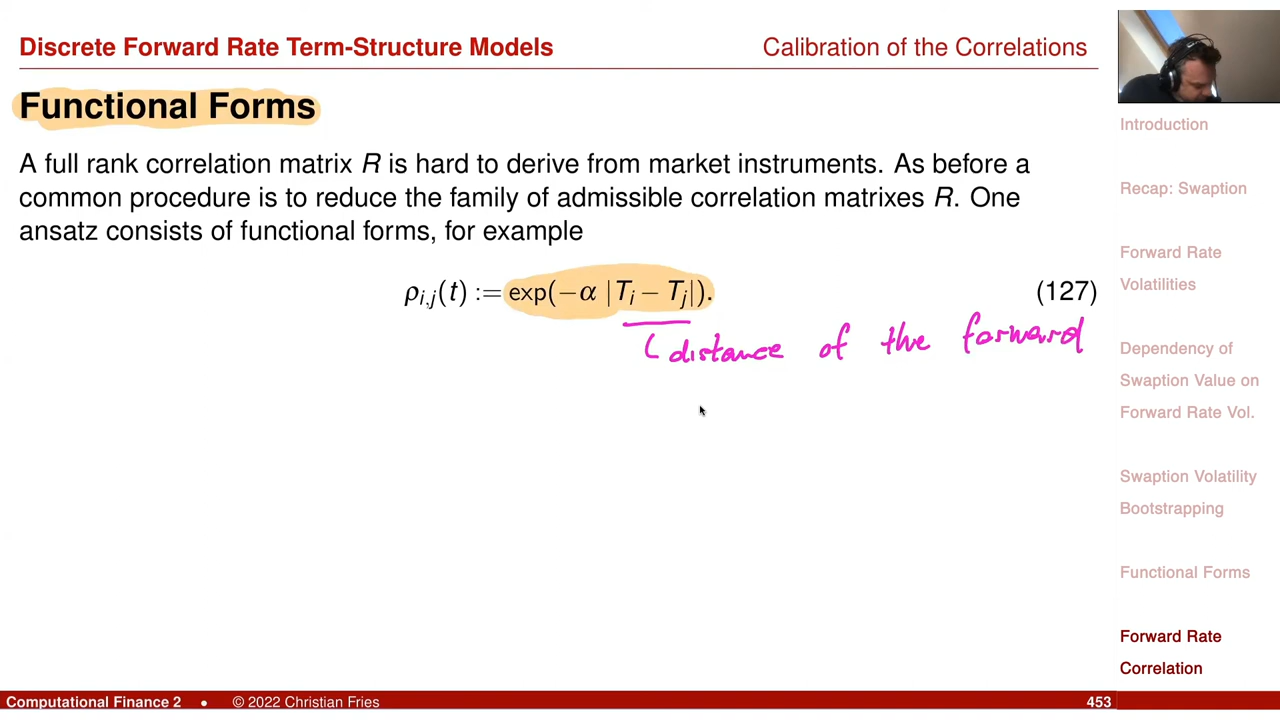 Discrete Forward Rate Term-Structure Models
Calibration of the Correlations
Functional Forms
A full rank correlation matrix R is hard to derive from market instruments. As before a
common procedure is to reduce the family of admissible correlation matrixes R. One
ansatz consists of functional forms, for example
ρi,j(t) := exp(−α |Ti − Tj|). (127)
distance of the forward
Introduction
Recap: Swaption
Forward Rate
Volatilities
Dependency of
Swaption Value on
Forward Rate Vol.
Swaption Volatility
Bootstrapping
Functional Forms
Forward Rate
Correlation
Computational Finance 2 • © 2022 Christian Fries 453